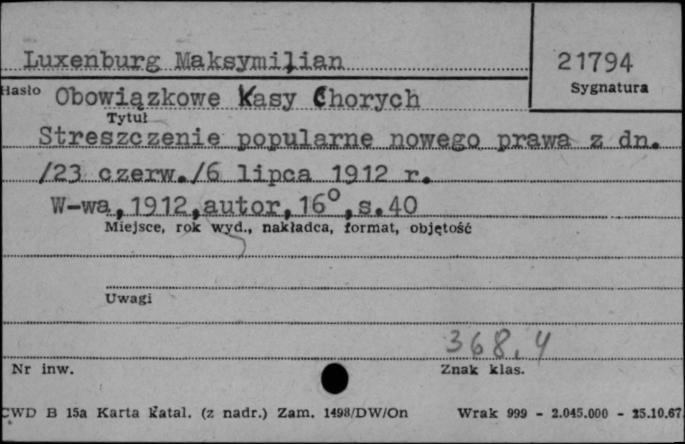 Luxenburg Maksymiljan
21794
Hasło
Sygnatura
Obowiązkowe Kasy Chorych
Tytuł
Streszczenie popularne nowego prawa z dn.
/23 czerw./6 lipca 1912 r.
W-wa,1912,autor,16°,s.40
Miejsce, rok wyd., nakładca, format, objętość
Uwagi
368.4
Nr inw.
Znak klas.
CWD B 15a Karta katal. (z nadr.) Zam. 1498/DW/On Wrak 999 - 2.045.000 - 25.10.67